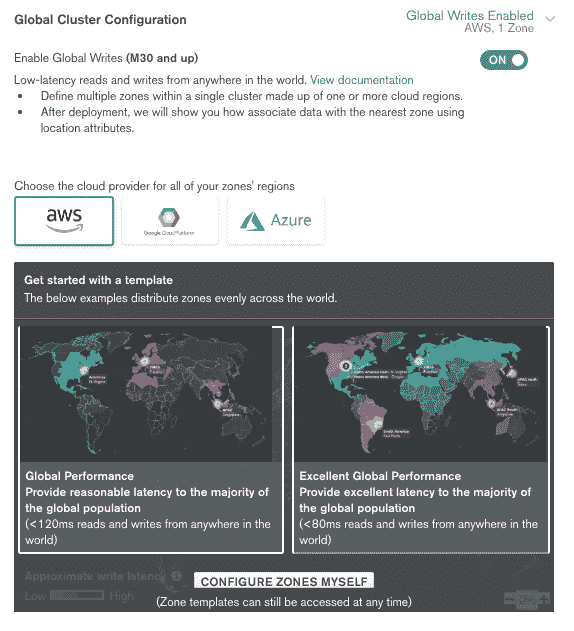 Global Cluster Configuration
Global Writes Enabled
AWS, 1 Zone
Enable Global Writes (M30 and up)
ON
Low-latency reads and writes from anywhere in the world. View documentation
• Define multiple zones within a single cluster made up of one or more cloud regions.
• After deployment, we will show you how associate data with the nearest zone using
location attributes.
Choose the cloud provider for all of your zones' regions
aws
Google Cloud Platform
Azure
Get started with a template
The below examples distribute zones evenly across the world.
Global Performance
Provide reasonable latency to the majority of
the global population
(<120ms reads and writes from anywhere in the
world)
Excellent Global Performance
Provide excellent latency to the majority of
the global population
(<80ms reads and writes from anywhere in the
world)
Approximate write latency
Low
High
CONFIGURE ZONES MYSELF
(Zone templates can still be accessed at any time)